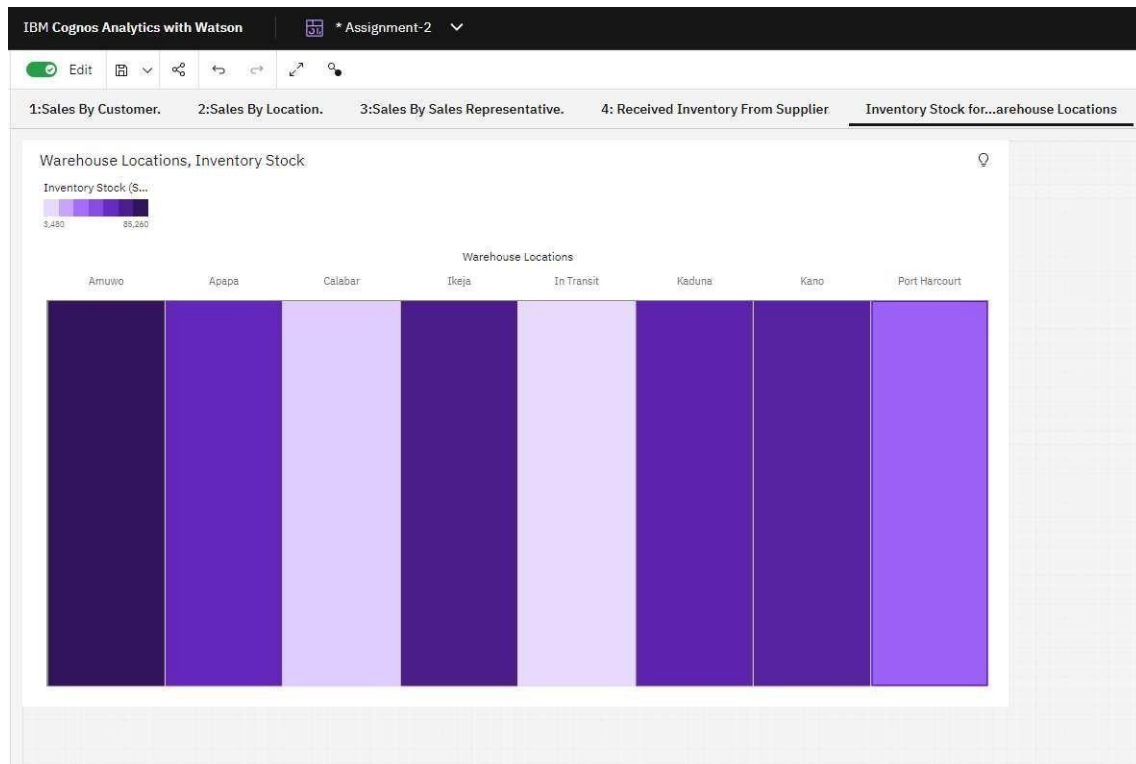 IBM Cognos Analytics with Watson
* Assignment-2
Edit
1:Sales By Customer.
2:Sales By Location.
3:Sales By Sales Representative.
4: Received Inventory From Supplier
Inventory Stock for...arehouse Locations
Warehouse Locations, Inventory Stock
Inventory Stock (S...
3,480 85,260
Warehouse Locations
Amuwo Apapa Calabar Ikeja In Transit Kaduna Kano Port Harcourt